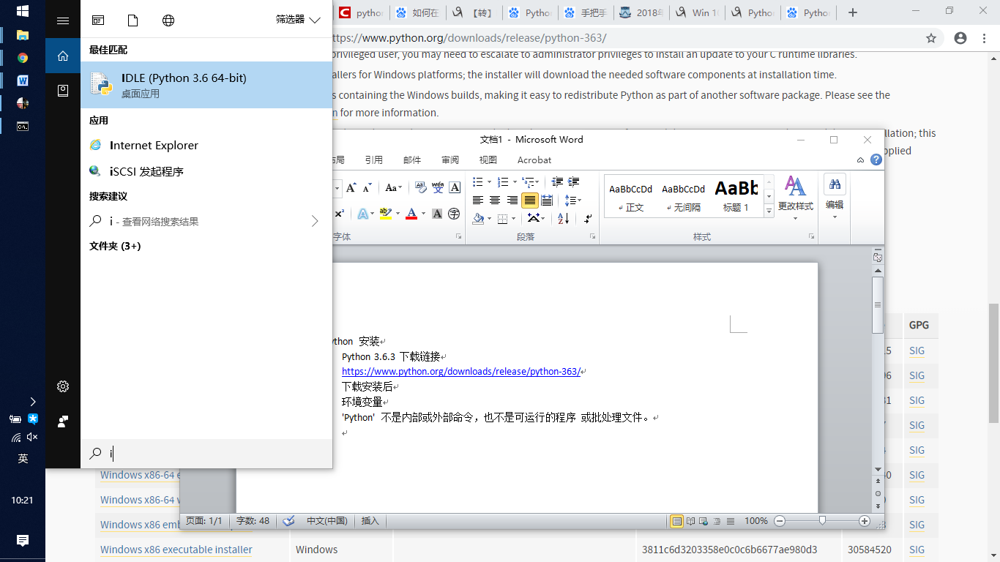 筛选器
最佳匹配
IDLE (Python 3.6 64-bit)
桌面应用
应用
Internet Explorer
iSCSI 发起程序
搜索建议
i - 查看网络搜索结果
文件夹 (3+)
i
英
10:21
python
如何在
【转】
Pytho
手把手
2018年
Win 1
Pytho
Pytho
ttps://www.python.org/downloads/release/python-363/
privileged user, you may need to escalate to administrator privileges to install an update to your C runtime libraries.
allers for Windows platforms; the installer will download the needed software components at installation time.
s containing the Windows builds, making it easy to redistribute Python as part of another software package. Please see the
n for more information.
llation; this
pplied
文档1 - Microsoft Word
布局 引用 邮件 审阅 视图 Acrobat
AaBbCcDd AaBbCcDd AaBb
正文 无间隔 标题 1
更改样式
编辑
字体 段落 样式
ython 安装
Python 3.6.3 下载链接
https://www.python.org/downloads/release/python-363/
下载安装后
环境变量
'Python' 不是内部或外部命令，也不是可运行的程序 或批处理文件。
页面: 1/1 字数: 48 中文(中国) 插入 100%
GPG
SIG
SIG
SIG
SIG
SIG
Windows x86-64 e SIG
Windows x86-64 w SIG
Windows x86 emb SIG
Windows x86 executable installer Windows 3811c6d3203358e0c0c6b6677ae980d3 30584520 SIG